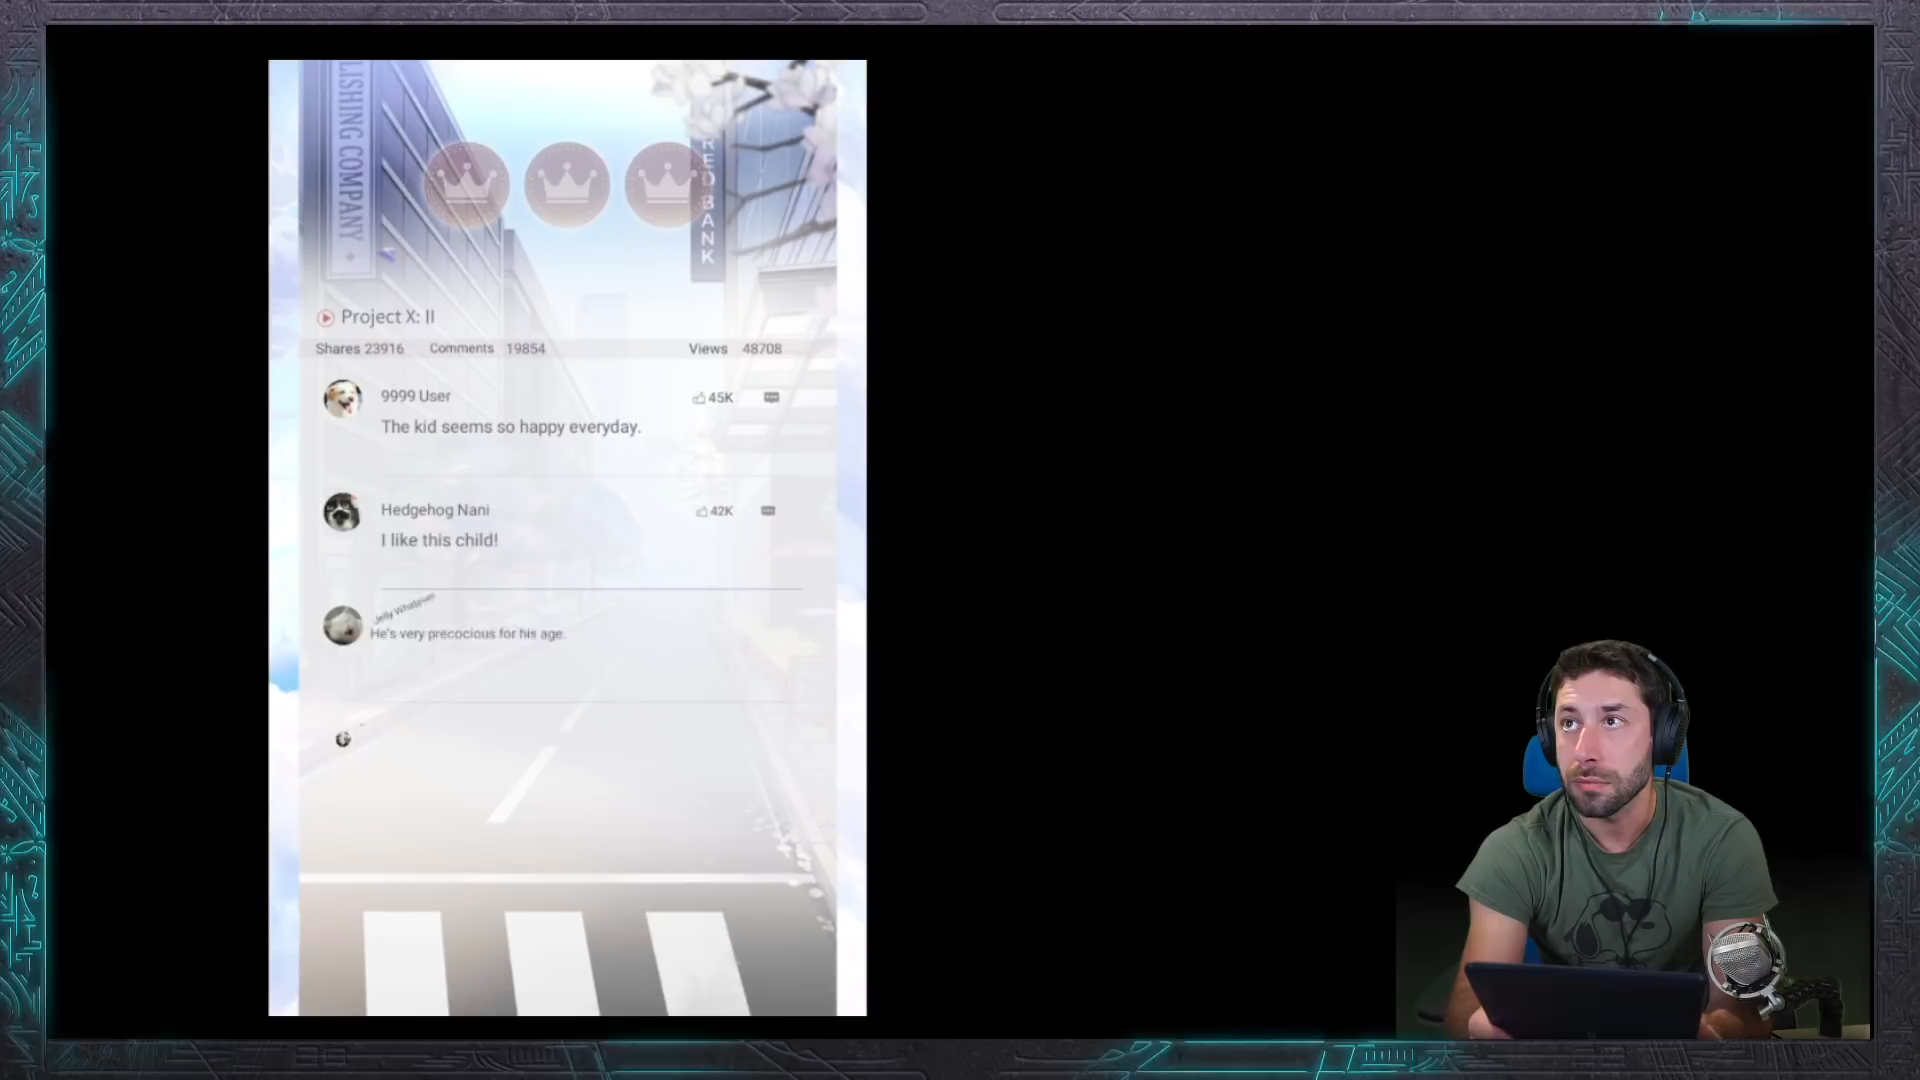 LISHING COMPANY
RED BANK
Project X: II
Shares 23916 Comments 19854 Views 48708
9999 User 45K
The kid seems so happy everyday.
Hedgehog Nani 42K
I like this child!
Jelly
He's very precocious for his age.